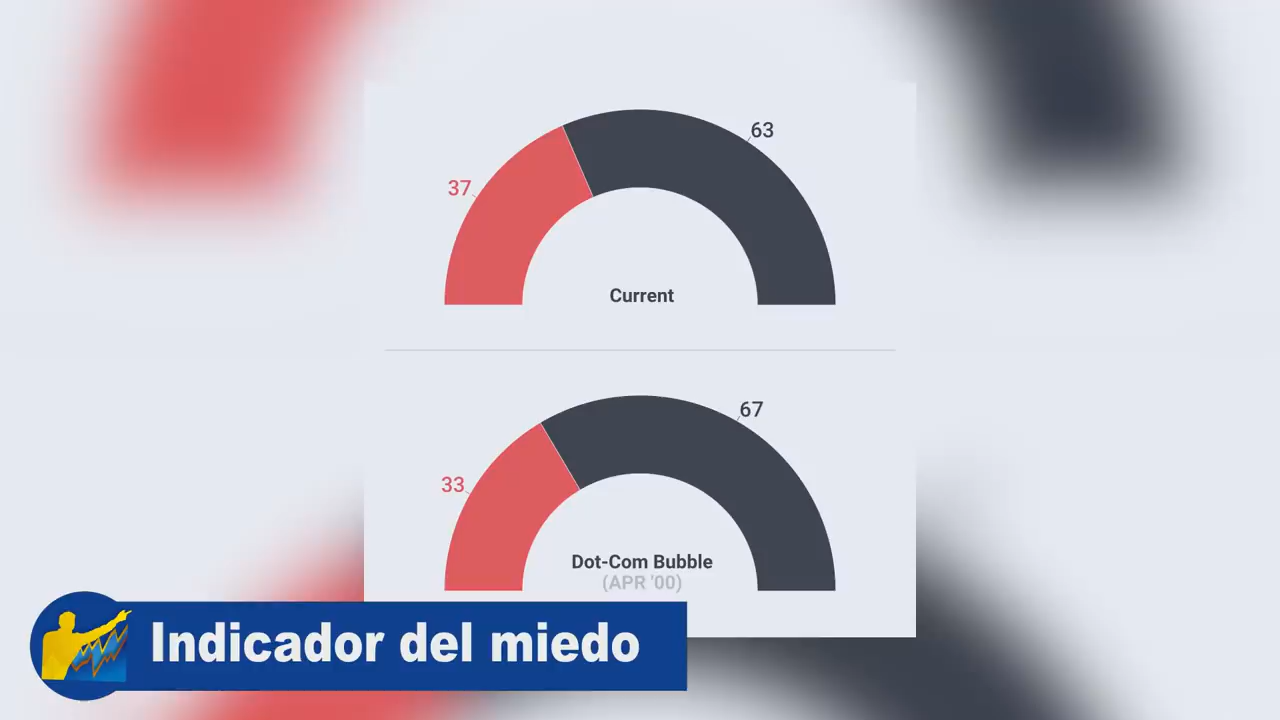 63
37
Current
67
33
Dot-Com Bubble
(APR '00)
Indicador del miedo